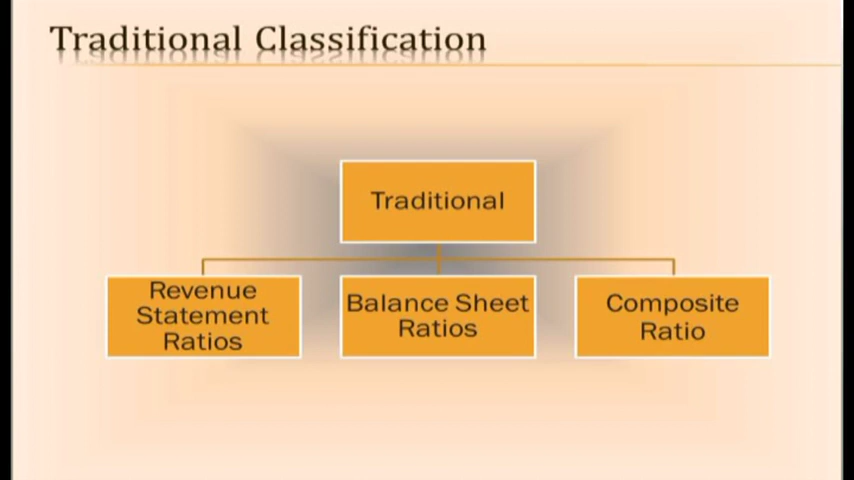 Traditional Classification
Traditional
Revenue
Statement
Ratios
Balance Sheet
Ratios
Composite
Ratio